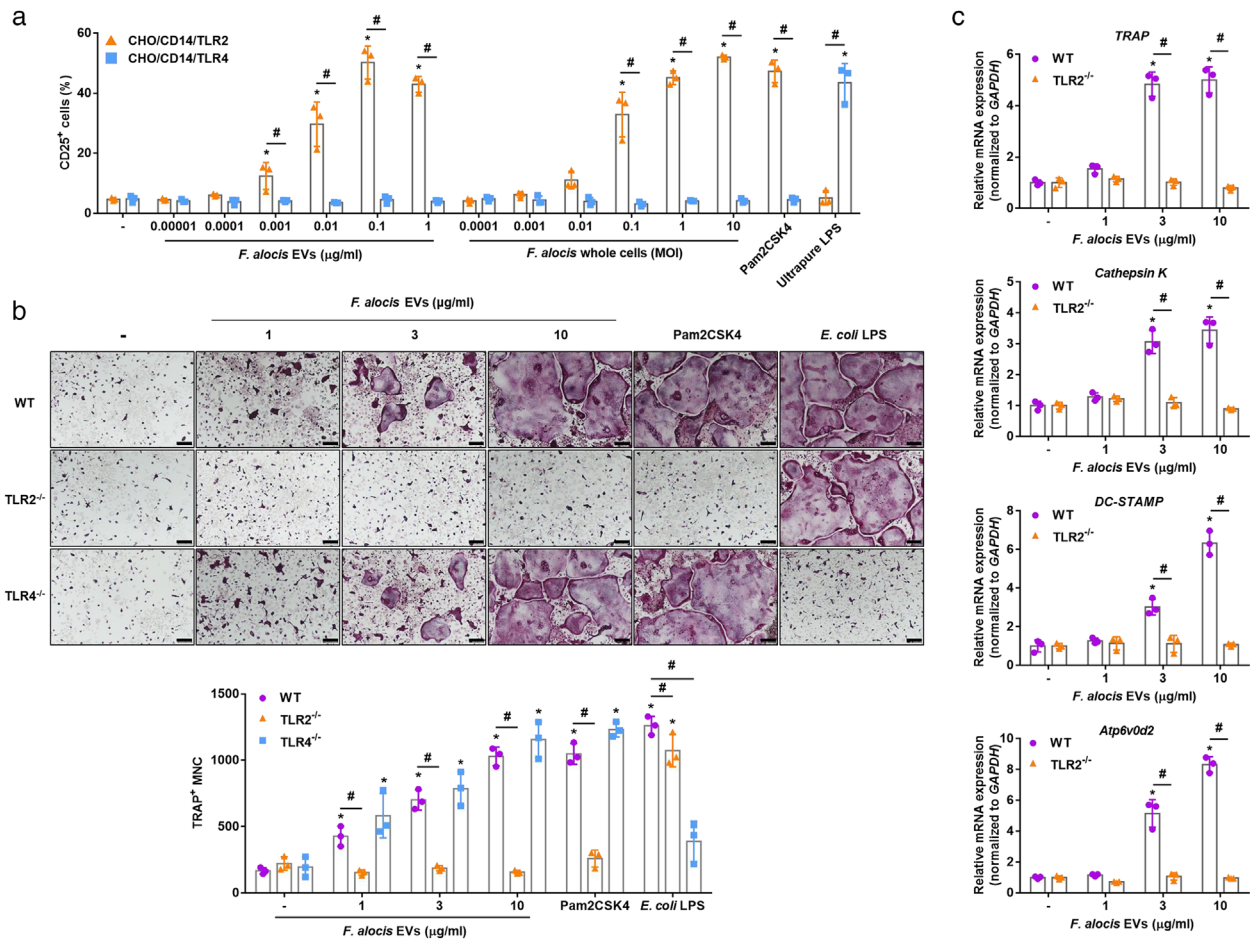 a
CHO/CD14/TLR2
CHO/CD14/TLR4
CD25+ cells (%)
60
40
20
0
* # * # * # * # * # * # * # * # # *
- 0.00001 0.0001 0.001 0.01 0.1 1 0.0001 0.001 0.01 0.1 1 10 Pam2CSK4 Ultrapure LPS
F. alocis EVs (μg/ml) F. alocis whole cells (MOI)
b
F. alocis EVs (μg/ml)
- 1 3 10 Pam2CSK4 E. coli LPS
WT
TLR2-/-
TLR4-/-
WT
TLR2-/-
TLR4-/-
TRAP+ MNC
1500
1000
500
0
* # * * # * * # * * # * * # * #
- 1 3 10 Pam2CSK4 E. coli LPS
F. alocis EVs (μg/ml)
c
TRAP
WT
TLR2-/-
Relative mRNA expression
(normalized to GAPDH)
6
4
2
0
* # * #
- 1 3 10
F. alocis EVs (μg/ml)
Cathepsin K
WT
TLR2-/-
Relative mRNA expression
(normalized to GAPDH)
5
4
3
2
1
0
* # * #
- 1 3 10
F. alocis EVs (μg/ml)
DC-STAMP
WT
TLR2-/-
Relative mRNA expression
(normalized to GAPDH)
8
6
4
2
0
* # * #
- 1 3 10
F. alocis EVs (μg/ml)
Atp6v0d2
WT
TLR2-/-
Relative mRNA expression
(normalized to GAPDH)
10
8
6
4
2
0
* # * #
- 1 3 10
F. alocis EVs (μg/ml)